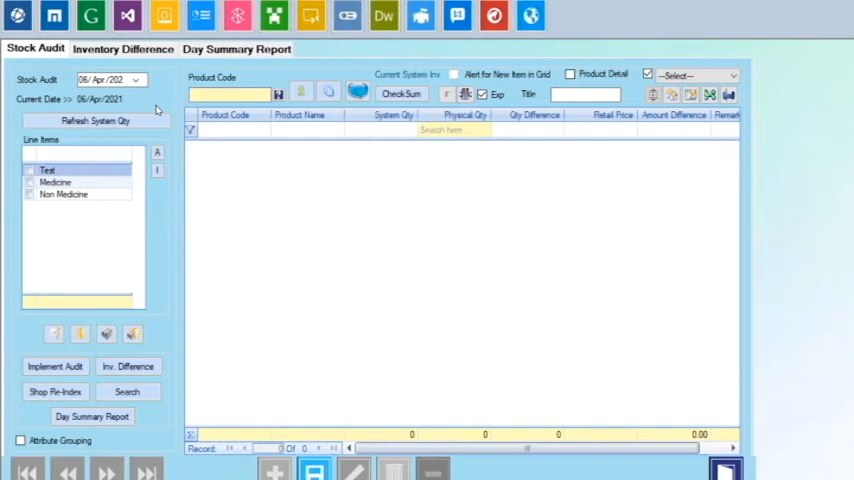 G Dw 1:1
Stock Audit Inventory Difference Day Summary Report
Stock Audit 06/Apr/202
Current Date >> 06/Apr/2021
Refresh System Qty
Line Items
A
I
Test
Medicine
Non Medicine
Implement Audit Inv. Difference
Shop Re-Index Search
Day Summary Report
Attribute Grouping
Product Code Current System Inv Alert for New Item in Grid Product Detail --Select--
CheckSum r Exp Title
Product Code Product Name System Qty Physical Qty Qty Difference Retail Price Amount Difference Remark
Search here ...
Σ 0 0 0 0.00
Record: 0 Of 0